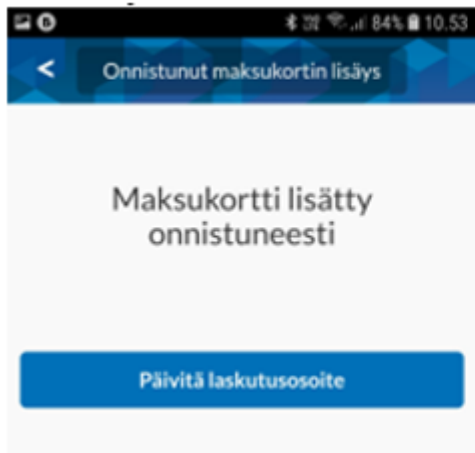 84% 10.53
< Onnistunut maksukortin lisäys
Maksukortti lisätty
onnistuneesti
Päivitä laskutusosoite